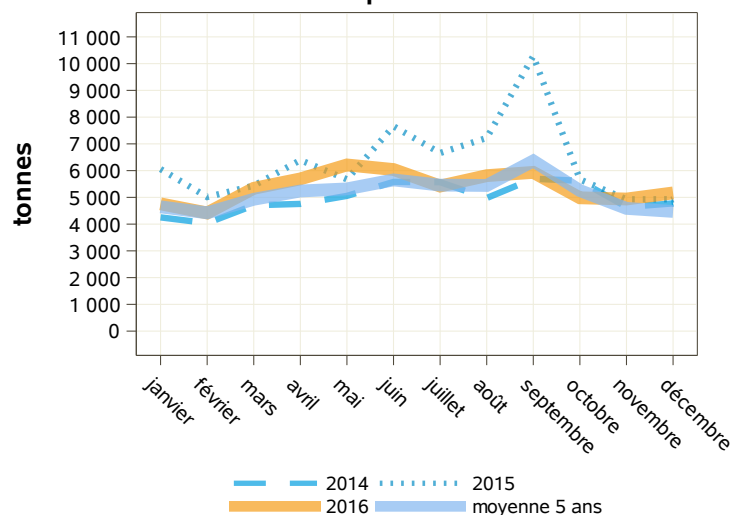 tonnes
11 000
10 000
9 000
8 000
7 000
6 000
5 000
4 000
3 000
2 000
1 000
0
janvier
février
mars
avril
mai
juin
juillet
août
septembre
octobre
novembre
décembre
2014 2015
2016 moyenne 5 ans